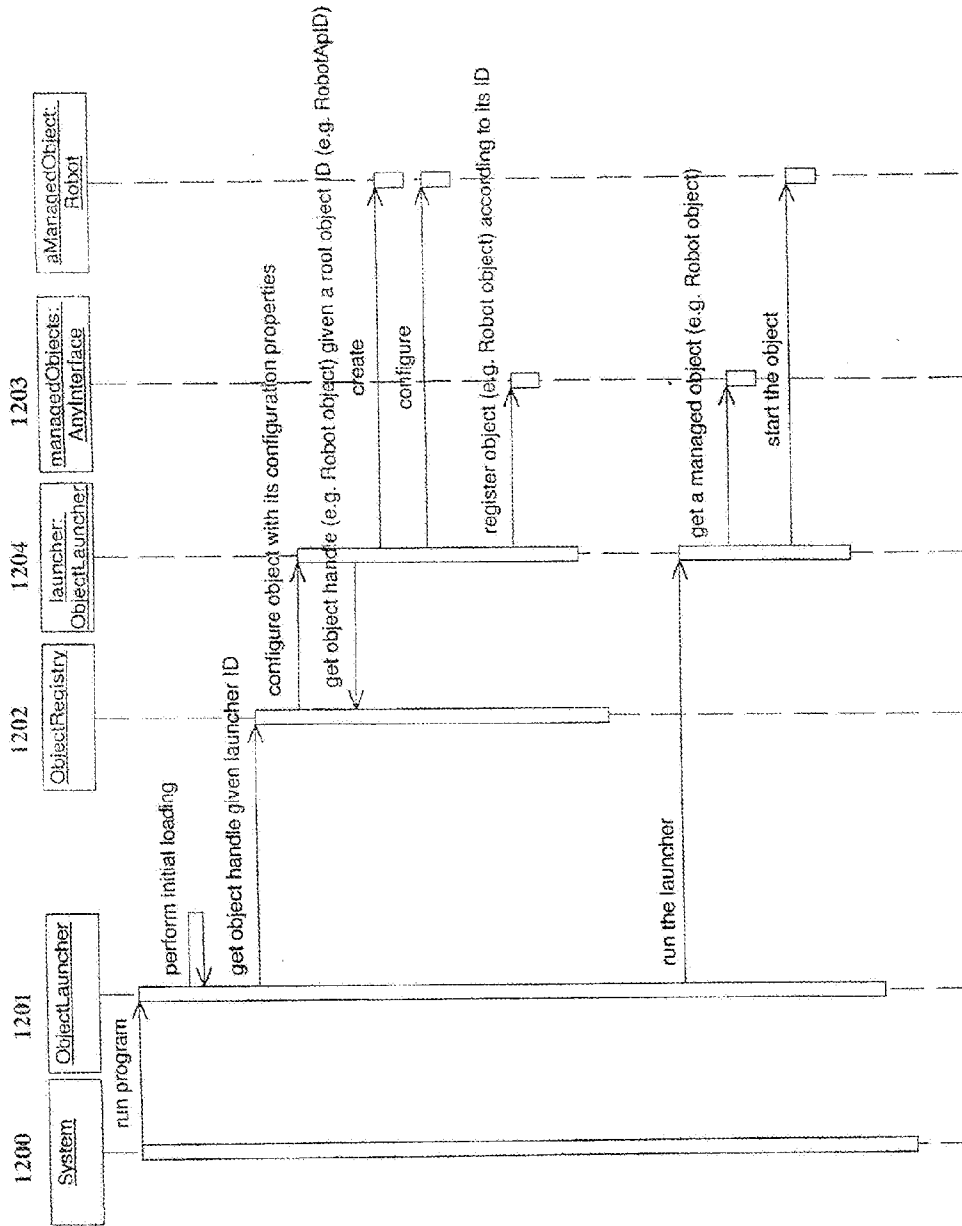 1200
System
1201
ObjectLauncher
1202
ObjectRegistry
1204
launcher:
ObjectLauncher
1203
managedObjects:
AnyInterface
aManagedObject:
Robot
run program
perform initial loading
get object handle given launcher ID
configure object with its configuration properties
get object handle (e.g. Robot object) given a root object ID (e.g. RobotApID)
create
configure
register object (e.g. Robot object) according to its ID
run the launcher
get a managed object (e.g. Robot object)
start the object